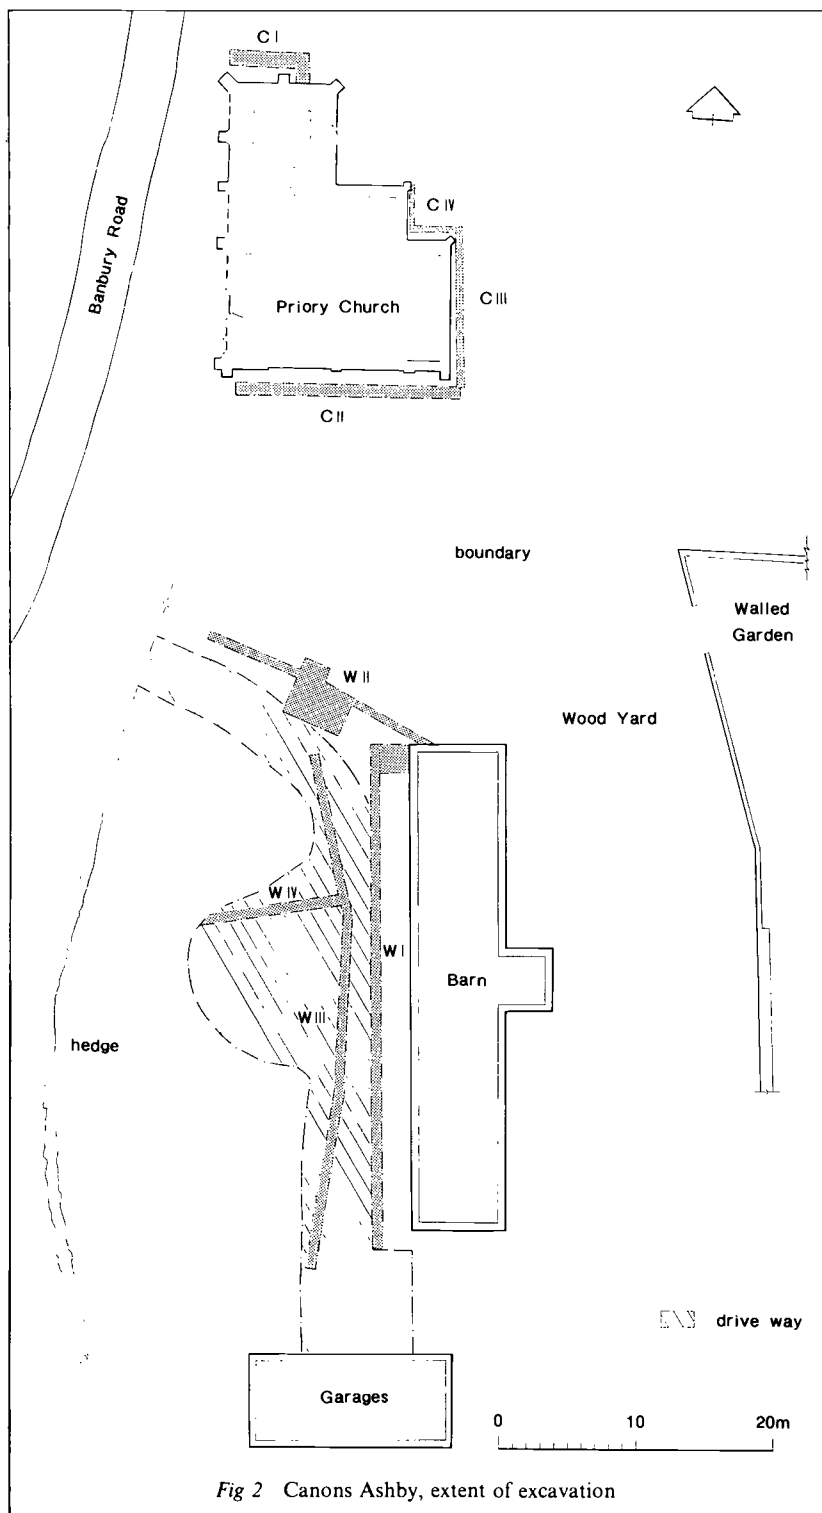 C I
Banbury Road
C IV
Priory Church
C III
C II
boundary
Walled
Garden
W II
Wood Yard
W IV
W I
Barn
W III
hedge
drive way
Garages
0 10 20m
Fig 2 Canons Ashby, extent of excavation